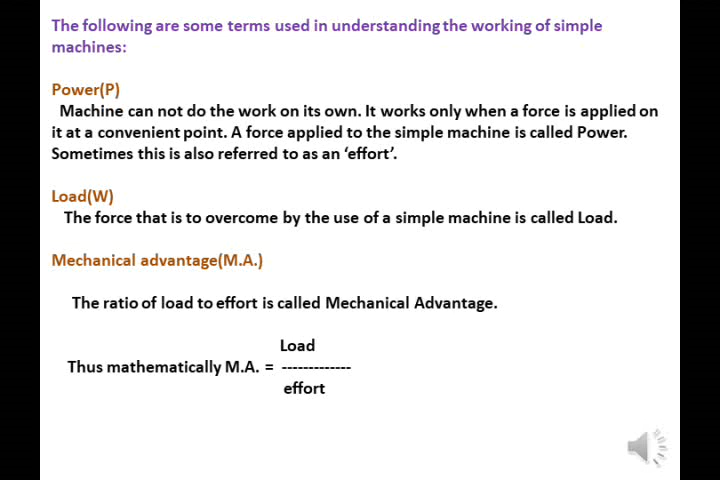 The following are some terms used in understanding the working of simple
machines:
Power(P)
Machine can not do the work on its own. It works only when a force is applied on
it at a convenient point. A force applied to the simple machine is called Power.
Sometimes this is also referred to as an ‘effort’.
Load(W)
The force that is to overcome by the use of a simple machine is called Load.
Mechanical advantage(M.A.)
The ratio of load to effort is called Mechanical Advantage.
Load
Thus mathematically M.A. = -------------
effort